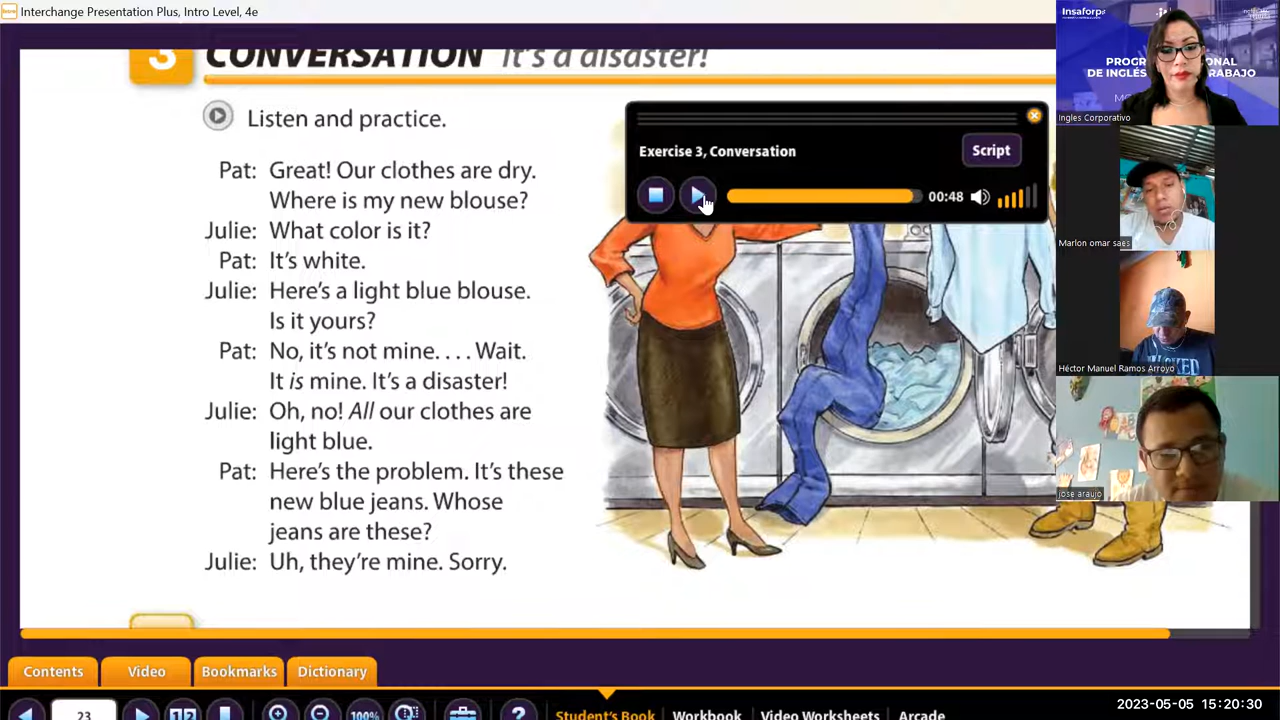 Interchange Presentation Plus, Intro Level, 4e
3 CONVERSATION It's a disaster!
Listen and practice.
Pat: Great! Our clothes are dry.
Where is my new blouse?
Julie: What color is it?
Pat: It's white.
Julie: Here's a light blue blouse.
Is it yours?
Pat: No, it's not mine. . . . Wait.
It is mine. It's a disaster!
Julie: Oh, no! All our clothes are
light blue.
Pat: Here's the problem. It's these
new blue jeans. Whose
jeans are these?
Julie: Uh, they're mine. Sorry.
Exercise 3, Conversation
Script
00:48
Insaforp
PROGR
ONAL
DE INGLÉS
RABAJO
Ingles Corporativo
Marlon omar saes
Héctor Manuel Ramos Arroyo
jose araujo
Contents Video Bookmarks Dictionary
23 1 2 100% ?
Student's Book Workbook Video Worksheets Arcade
2023-05-05 15:20:30